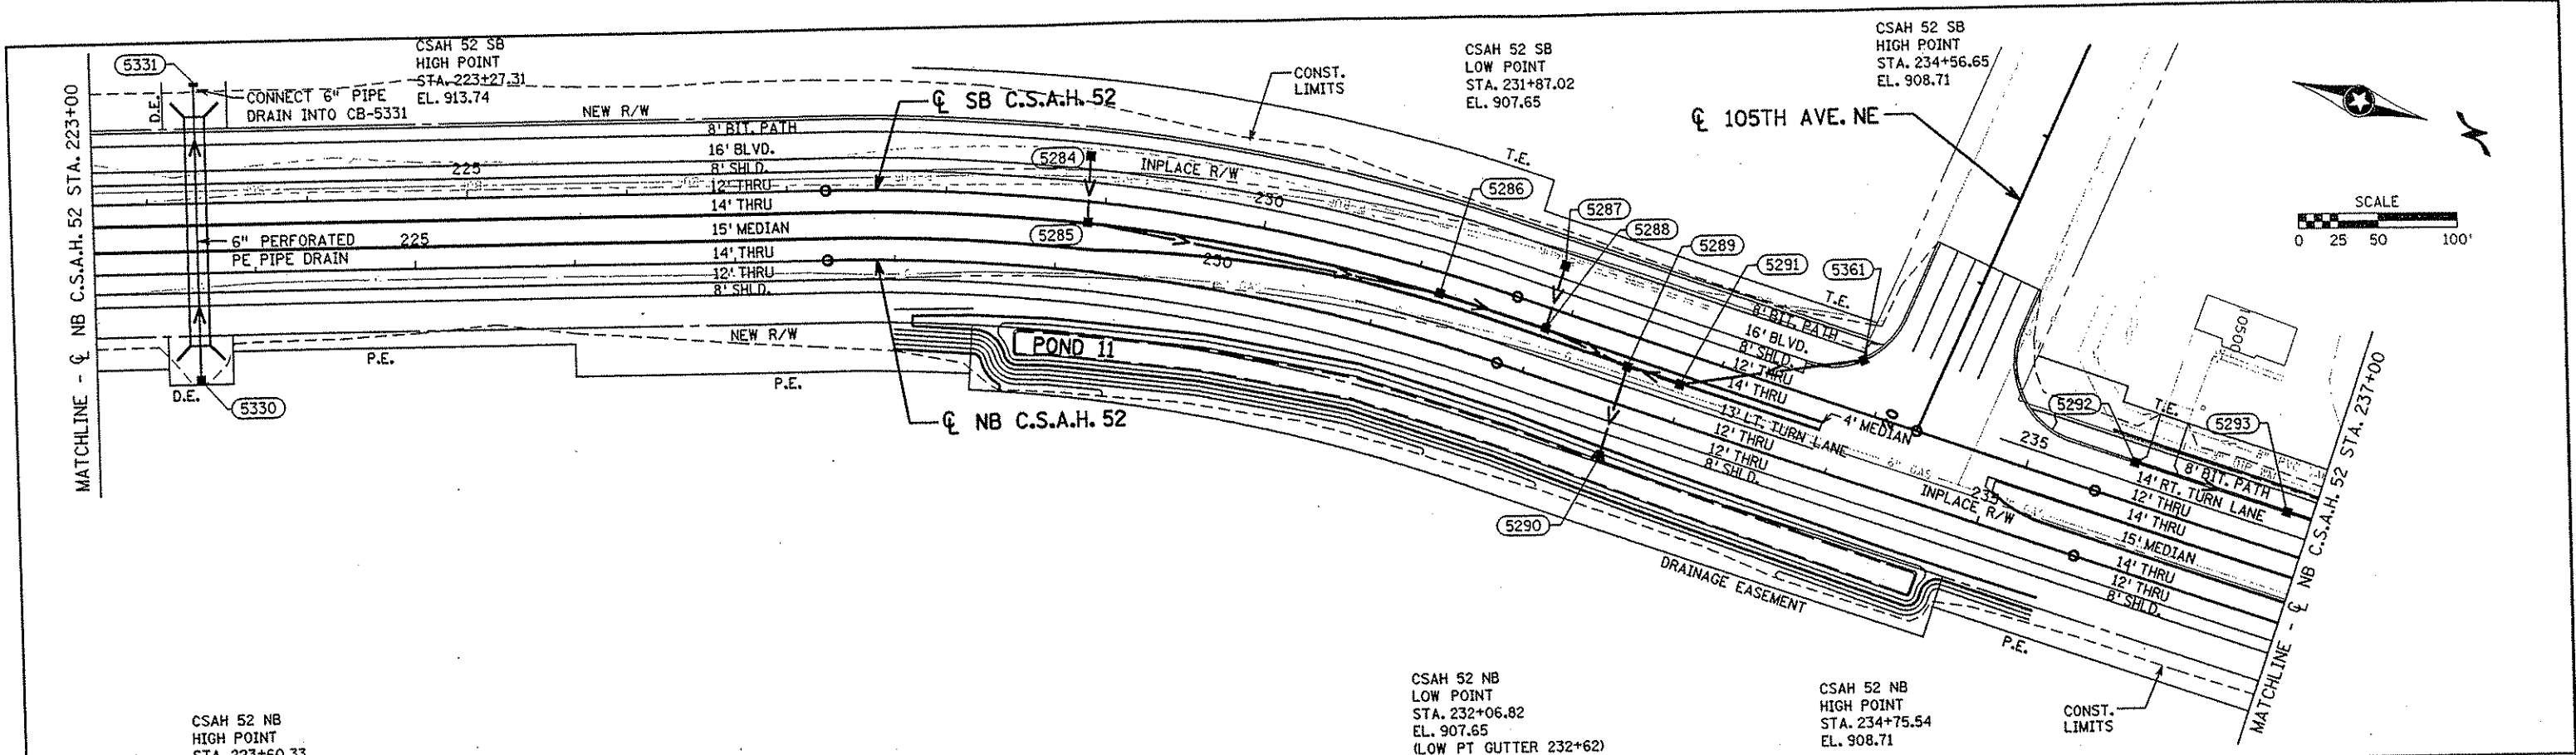 CSAH 52 SB
HIGH POINT
STA. 223+27.31
EL. 913.74
CSAH 52 SB
LOW POINT
STA. 231+87.02
EL. 907.65
CSAH 52 SB
HIGH POINT
STA. 234+56.65
EL. 908.71
5331
D.E.
CONNECT 6" PIPE
DRAIN INTO CB-5331
NEW R/W
℄ SB C.S.A.H. 52
CONST.
LIMITS
℄ 105TH AVE. NE
MATCHLINE - ℄ NB C.S.A.H. 52 STA. 223+00
8' BIT. PATH
16' BLVD.
8' SHLD.
12' THRU
14' THRU
15' MEDIAN
14' THRU
12' THRU
8' SHLD.
225
225
6" PERFORATED
PE PIPE DRAIN
5284
5285
INPLACE R/W
230
230
T.E.
5286
5287
5288
5289
5291
5361
T.E.
SCALE
0 25 50 100'
8' BIT. PATH
16' BLVD.
8' SHLD.
12' THRU
14' THRU
13' LT. TURN LANE
4' MEDIAN
12' THRU
12' THRU
8' SHLD.
6" GAS
NEW R/W
POND 11
P.E.
P.E.
D.E.
5330
℄ NB C.S.A.H. 52
5290
DRAINAGE EASEMENT
10500
5292
T.E.
5293
235
235
INPLACE R/W
8' BIT. PATH
14' RT. TURN LANE
12' THRU
14' THRU
15' MEDIAN
14' THRU
12' THRU
8' SHLD.
P.E.
MATCHLINE - ℄ NB C.S.A.H. 52 STA. 237+00
CONST.
LIMITS
CSAH 52 NB
HIGH POINT
STA. 223+60.33
CSAH 52 NB
LOW POINT
STA. 232+06.82
EL. 907.65
(LOW PT GUTTER 232+62)
CSAH 52 NB
HIGH POINT
STA. 234+75.54
EL. 908.71